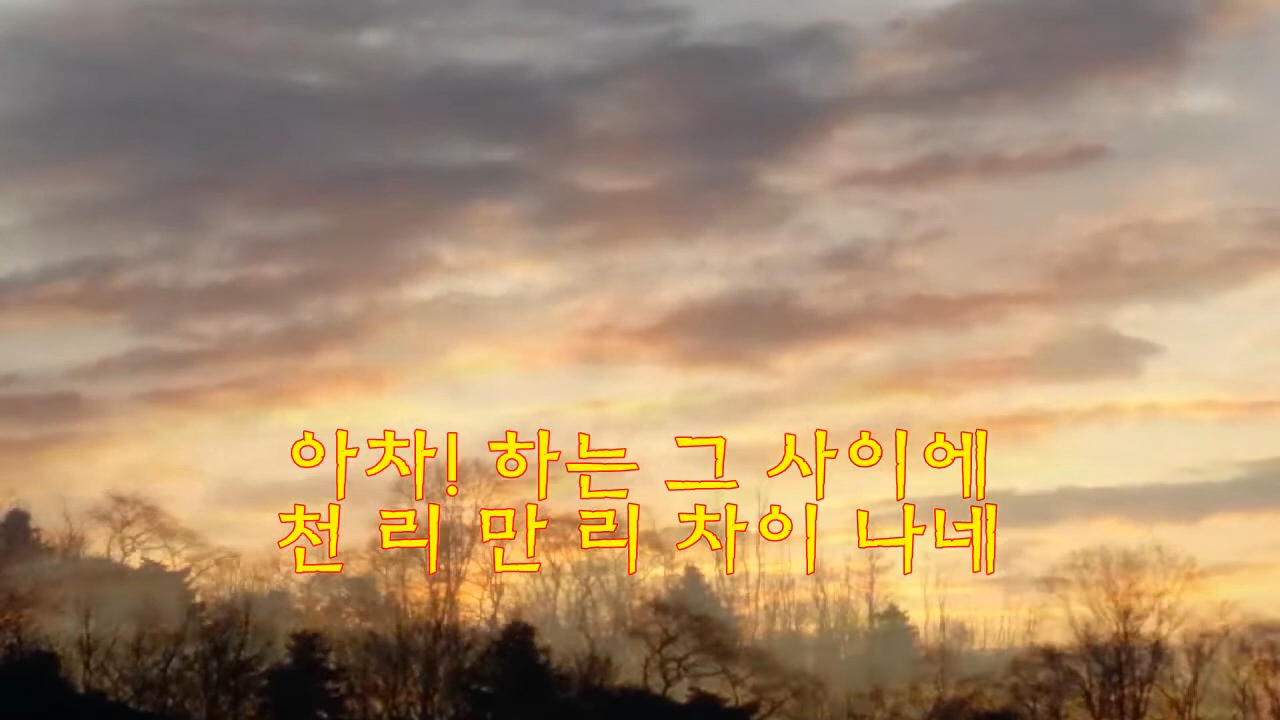 아차! 하는 그 사이에
천 리 만 리 차이 나네